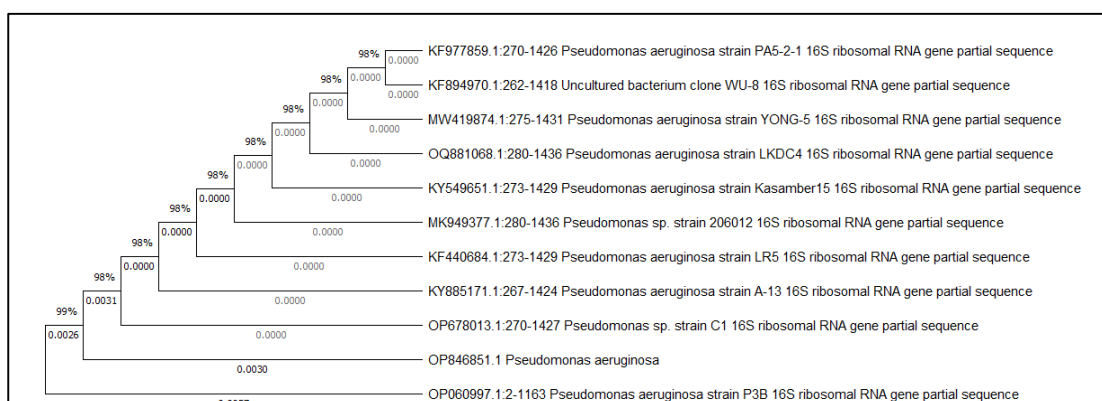 98% KF977859.1:270-1426 Pseudomonas aeruginosa strain PA5-2-1 16S ribosomal RNA gene partial sequence
0.0000 0.0000
98% KF894970.1:262-1418 Uncultured bacterium clone WU-8 16S ribosomal RNA gene partial sequence
0.0000 0.0000
98% MW419874.1:275-1431 Pseudomonas aeruginosa strain YONG-5 16S ribosomal RNA gene partial sequence
0.0000 0.0000
98% OQ881068.1:280-1436 Pseudomonas aeruginosa strain LKDC4 16S ribosomal RNA gene partial sequence
0.0000 0.0000
98% KY549651.1:273-1429 Pseudomonas aeruginosa strain Kasamber15 16S ribosomal RNA gene partial sequence
0.0000 0.0000
98% MK949377.1:280-1436 Pseudomonas sp. strain 206012 16S ribosomal RNA gene partial sequence
0.0000 0.0000
98% KF440684.1:273-1429 Pseudomonas aeruginosa strain LR5 16S ribosomal RNA gene partial sequence
0.0000 0.0000
98% KY885171.1:267-1424 Pseudomonas aeruginosa strain A-13 16S ribosomal RNA gene partial sequence
0.0031 0.0000
99% OP678013.1:270-1427 Pseudomonas sp. strain C1 16S ribosomal RNA gene partial sequence
0.0026 0.0000
OP846851.1 Pseudomonas aeruginosa
0.0030
OP060997.1:2-1163 Pseudomonas aeruginosa strain P3B 16S ribosomal RNA gene partial sequence